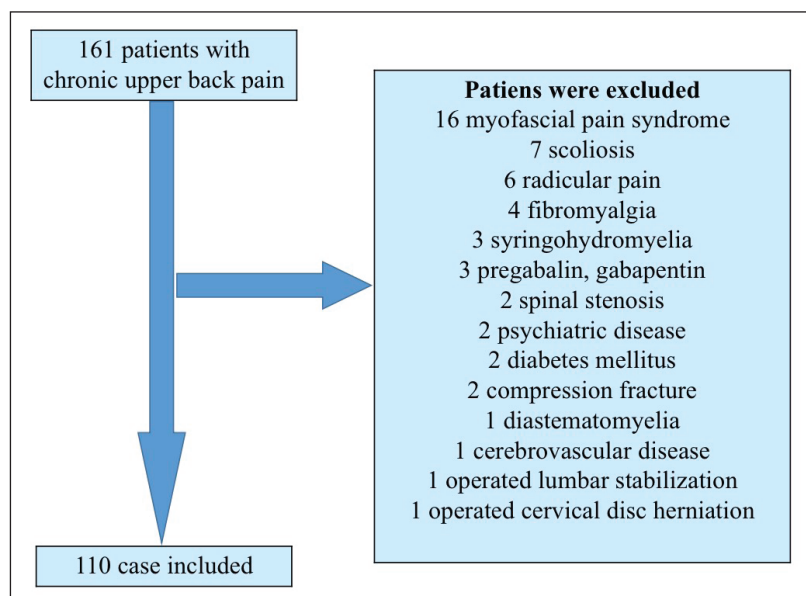 161 patients with
chronic upper back pain
Patiens were excluded
16 myofascial pain syndrome
7 scoliosis
6 radicular pain
4 fibromyalgia
3 syringohydromyelia
3 pregabalin, gabapentin
2 spinal stenosis
2 psychiatric disease
2 diabetes mellitus
2 compression fracture
1 diastematomyelia
1 cerebrovascular disease
1 operated lumbar stabilization
1 operated cervical disc herniation
110 case included